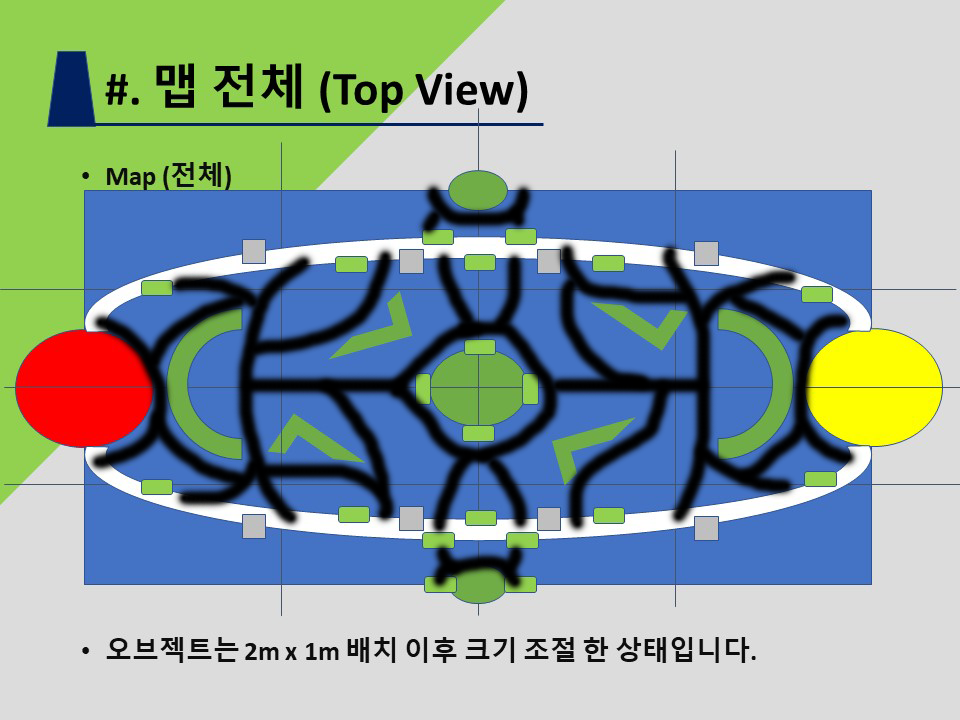 #. 맵 전체 (Top View)
• Map (전체)
• 오브젝트는 2m x 1m 배치 이후 크기 조절 한 상태입니다.